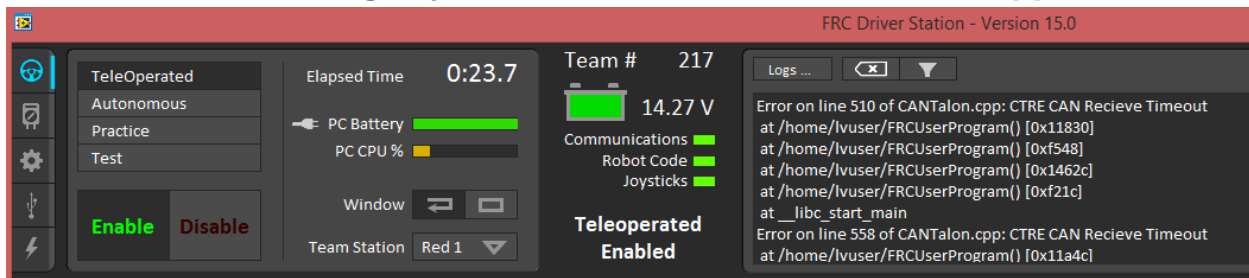 FRC Driver Station - Version 15.0
TeleOperated
Autonomous
Practice
Test
Enable Disable
Elapsed Time 0:23.7
PC Battery
PC CPU %
Window
Team Station Red 1
Team # 217
14.27 V
Communications
Robot Code
Joysticks
Teleoperated
Enabled
Logs ...
Error on line 510 of CANTalon.cpp: CTRE CAN Recieve Timeout
at /home/lvuser/FRCUserProgram() [0x11830]
at /home/lvuser/FRCUserProgram() [0xf548]
at /home/lvuser/FRCUserProgram() [0x1462c]
at /home/lvuser/FRCUserProgram() [0xf21c]
at __libc_start_main
Error on line 558 of CANTalon.cpp: CTRE CAN Recieve Timeout
at /home/lvuser/FRCUserProgram() [0x11a4c]